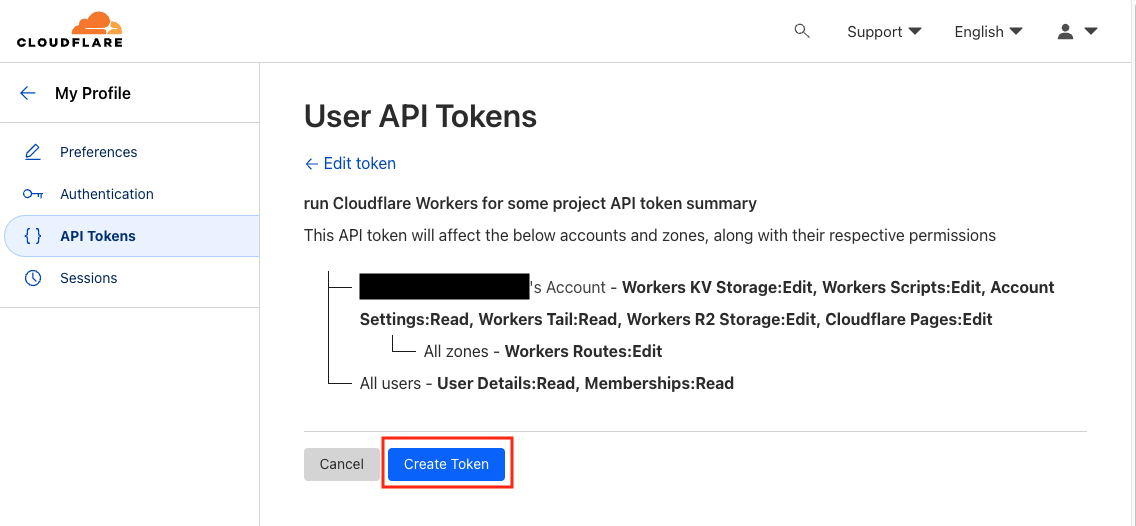 CLOUDFLARE
Support
English
My Profile
Preferences
Authentication
{ } API Tokens
Sessions
User API Tokens
← Edit token
run Cloudflare Workers for some project API token summary
This API token will affect the below accounts and zones, along with their respective permissions
's Account - Workers KV Storage:Edit, Workers Scripts:Edit, Account
Settings:Read, Workers Tail:Read, Workers R2 Storage:Edit, Cloudflare Pages:Edit
All zones - Workers Routes:Edit
All users - User Details:Read, Memberships:Read
Cancel
Create Token